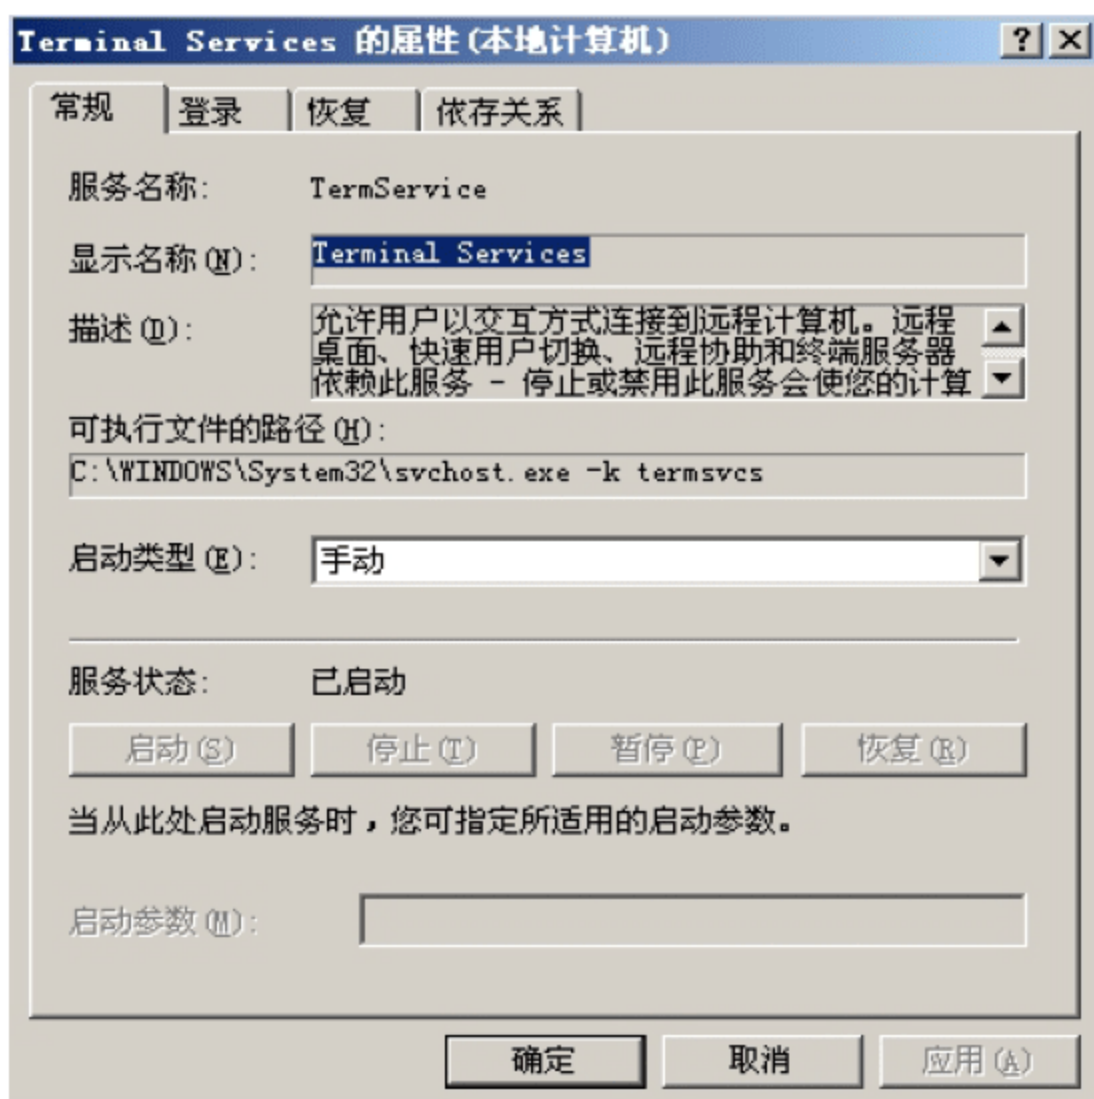 Terminal Services 的属性(本地计算机)
常规 登录 恢复 依存关系
服务名称: TermService
显示名称(N): Terminal Services
描述(D): 允许用户以交互方式连接到远程计算机。远程
桌面、快速用户切换、远程协助和终端服务器
依赖此服务 - 停止或禁用此服务会使您的计算
可执行文件的路径(H):
C:\WINDOWS\System32\svchost.exe -k termsvcs
启动类型(E): 手动
服务状态: 已启动
启动(S) 停止(T) 暂停(P) 恢复(R)
当从此处启动服务时，您可指定所适用的启动参数。
启动参数(M):
确定 取消 应用(A)